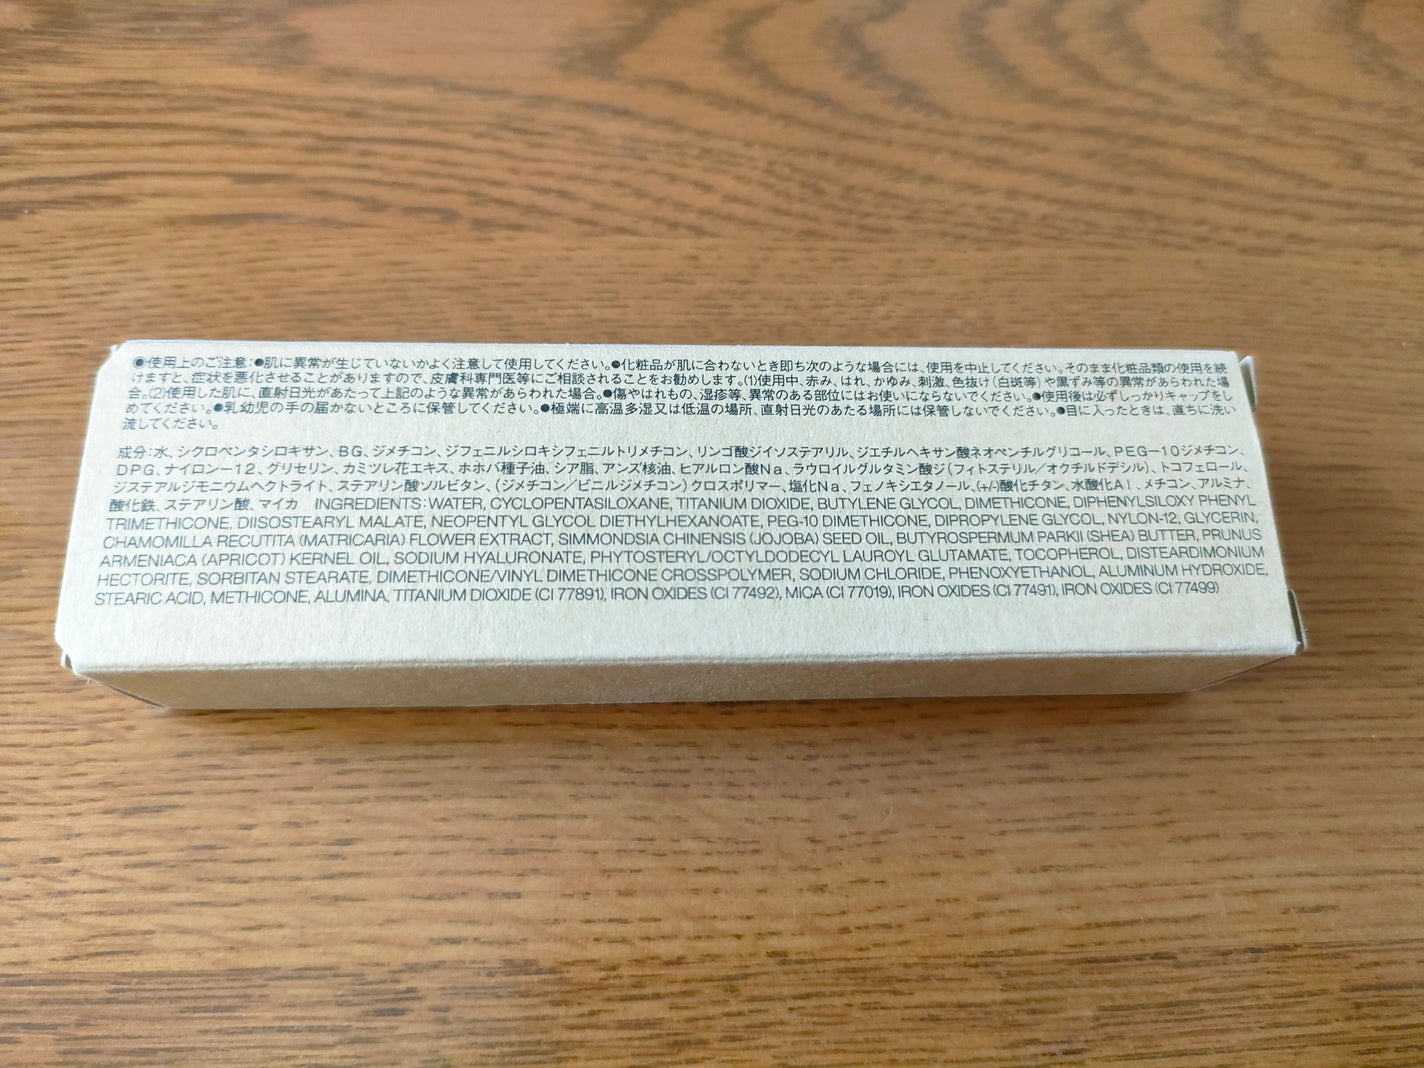 ◉使用上のご注意:●肌に異常が生じていないかよく注意して使用してください。●化粧品が肌に合わないとき即ち次のような場合には、使用を中止してください。そのまま化粧品類の使用を続
けますと、症状を悪化させることがありますので、皮膚科専門医等にご相談されることをお勧めします。(1)使用中、赤み、はれ、かゆみ、刺激、色抜け(白斑等)や黒ずみ等の異常があらわれた場
合。(2)使用した肌に、直射日光があたって上記のような異常があらわれた場合。●傷やはれもの、湿疹等、異常のある部位にはお使いにならないでください。●使用後は必ずしっかりキャップをし
めてください。●乳幼児の手の届かないところに保管してください。●極端に高温多湿又は低温の場所、直射日光のあたる場所には保管しないでください。●目に入ったときは、直ちに洗い
流してください。
成分:水、シクロペンタシロキサン、BG、ジメチコン、ジフェニルシロキシフェニルトリメチコン、リンゴ酸ジイソステアリル、ジエチルヘキサン酸ネオペンチルグリコール、PEG-10ジメチコン、
DPG、ナイロン-12、グリセリン、カミツレ花エキス、ホホバ種子油、シア脂、アンズ核油、ヒアルロン酸Na、ラウロイルグルタミン酸ジ(フィトステリル/オクチルドデシル)、トコフェロール、
ジステアルジモニウムヘクトライト、ステアリン酸ソルビタン、(ジメチコン/ビニルジメチコン)クロスポリマー、塩化Na、フェノキシエタノール、(+/-)酸化チタン、水酸化Al、メチコン、アルミナ、
酸化鉄、ステアリン酸、マイカ INGREDIENTS: WATER, CYCLOPENTASILOXANE, TITANIUM DIOXIDE, BUTYLENE GLYCOL, DIMETHICONE, DIPHENYLSILOXY PHENYL
TRIMETHICONE, DIISOSTEARYL MALATE, NEOPENTYL GLYCOL DIETHYLHEXANOATE, PEG-10 DIMETHICONE, DIPROPYLENE GLYCOL, NYLON-12, GLYCERIN,
CHAMOMILLA RECUTITA (MATRICARIA) FLOWER EXTRACT, SIMMONDSIA CHINENSIS (JOJOBA) SEED OIL, BUTYROSPERMUM PARKII (SHEA) BUTTER, PRUNUS
ARMENIACA (APRICOT) KERNEL OIL, SODIUM HYALURONATE, PHYTOSTERYL/OCTYLDODECYL LAUROYL GLUTAMATE, TOCOPHEROL, DISTEARDIMONIUM
HECTORITE, SORBITAN STEARATE, DIMETHICONE/VINYL DIMETHICONE CROSSPOLYMER, SODIUM CHLORIDE, PHENOXYETHANOL, ALUMINUM HYDROXIDE,
STEARIC ACID, METHICONE, ALUMINA, TITANIUM DIOXIDE (CI 77891), IRON OXIDES (CI 77492), MICA (CI 77019), IRON OXIDES (CI 77491), IRON OXIDES (CI 77499)